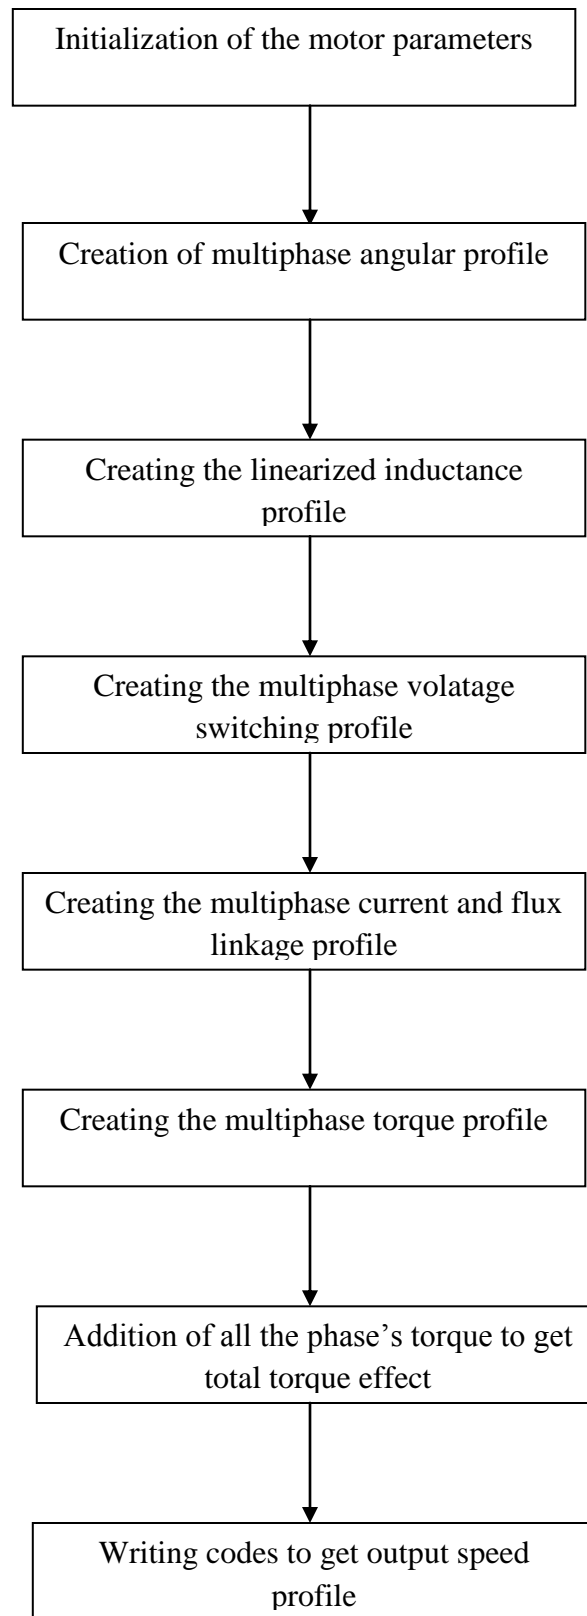 Initialization of the motor parameters
Creation of multiphase angular profile
Creating the linearized inductance
profile
Creating the multiphase volatage
switching profile
Creating the multiphase current and flux
linkage profile
Creating the multiphase torque profile
Addition of all the phase’s torque to get
total torque effect
Writing codes to get output speed
profile